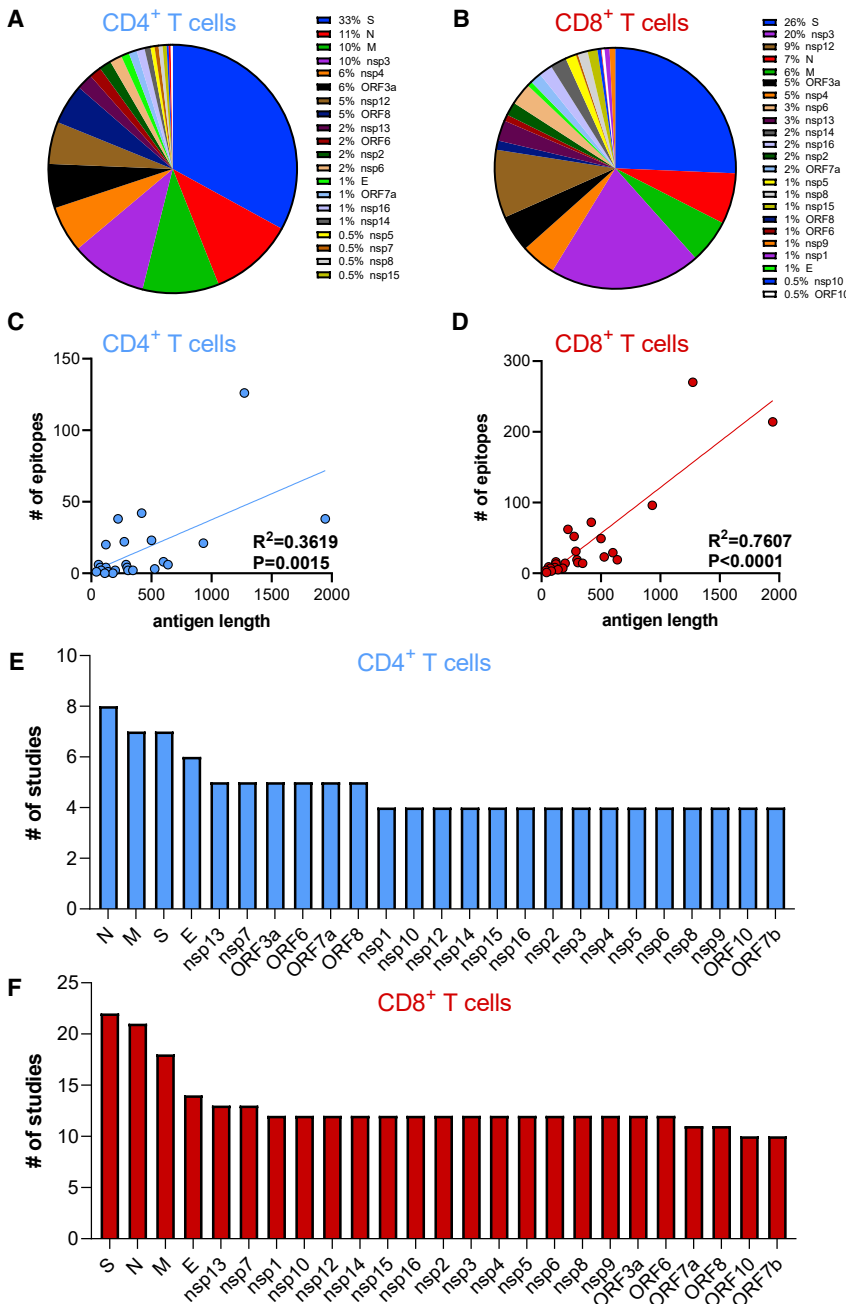 A
CD4+ T cells
33% S
11% N
10% M
10% nsp3
6% nsp4
6% ORF3a
5% nsp12
5% ORF8
2% nsp13
2% ORF6
2% nsp2
2% nsp6
1% E
1% ORF7a
1% nsp16
1% nsp14
0.5% nsp5
0.5% nsp7
0.5% nsp8
0.5% nsp15
B
CD8+ T cells
26% S
20% nsp3
9% nsp12
7% N
6% M
5% ORF3a
5% nsp4
3% nsp6
3% nsp13
2% nsp14
2% nsp16
2% nsp2
2% ORF7a
1% nsp5
1% nsp8
1% nsp15
1% ORF8
1% ORF6
1% nsp9
1% nsp1
1% E
0.5% nsp10
0.5% ORF10
C
CD4+ T cells
# of epitopes
150
100
50
0
R2=0.3619
P=0.0015
0 500 1000 1500 2000
antigen length
D
CD8+ T cells
# of epitopes
300
200
100
0
R2=0.7607
P<0.0001
0 500 1000 1500 2000
antigen length
E
CD4+ T cells
# of studies
10
8
6
4
2
0
N M S E nsp13 nsp7 ORF3a ORF6 ORF7a ORF8 nsp1 nsp10 nsp12 nsp14 nsp15 nsp16 nsp2 nsp3 nsp4 nsp5 nsp6 nsp8 nsp9 ORF10 ORF7b
F
CD8+ T cells
# of studies
25
20
15
10
5
0
S N M E nsp13 nsp7 nsp1 nsp10 nsp12 nsp14 nsp15 nsp16 nsp2 nsp3 nsp4 nsp5 nsp6 nsp8 nsp9 ORF3a ORF6 ORF7a ORF8 ORF10 ORF7b